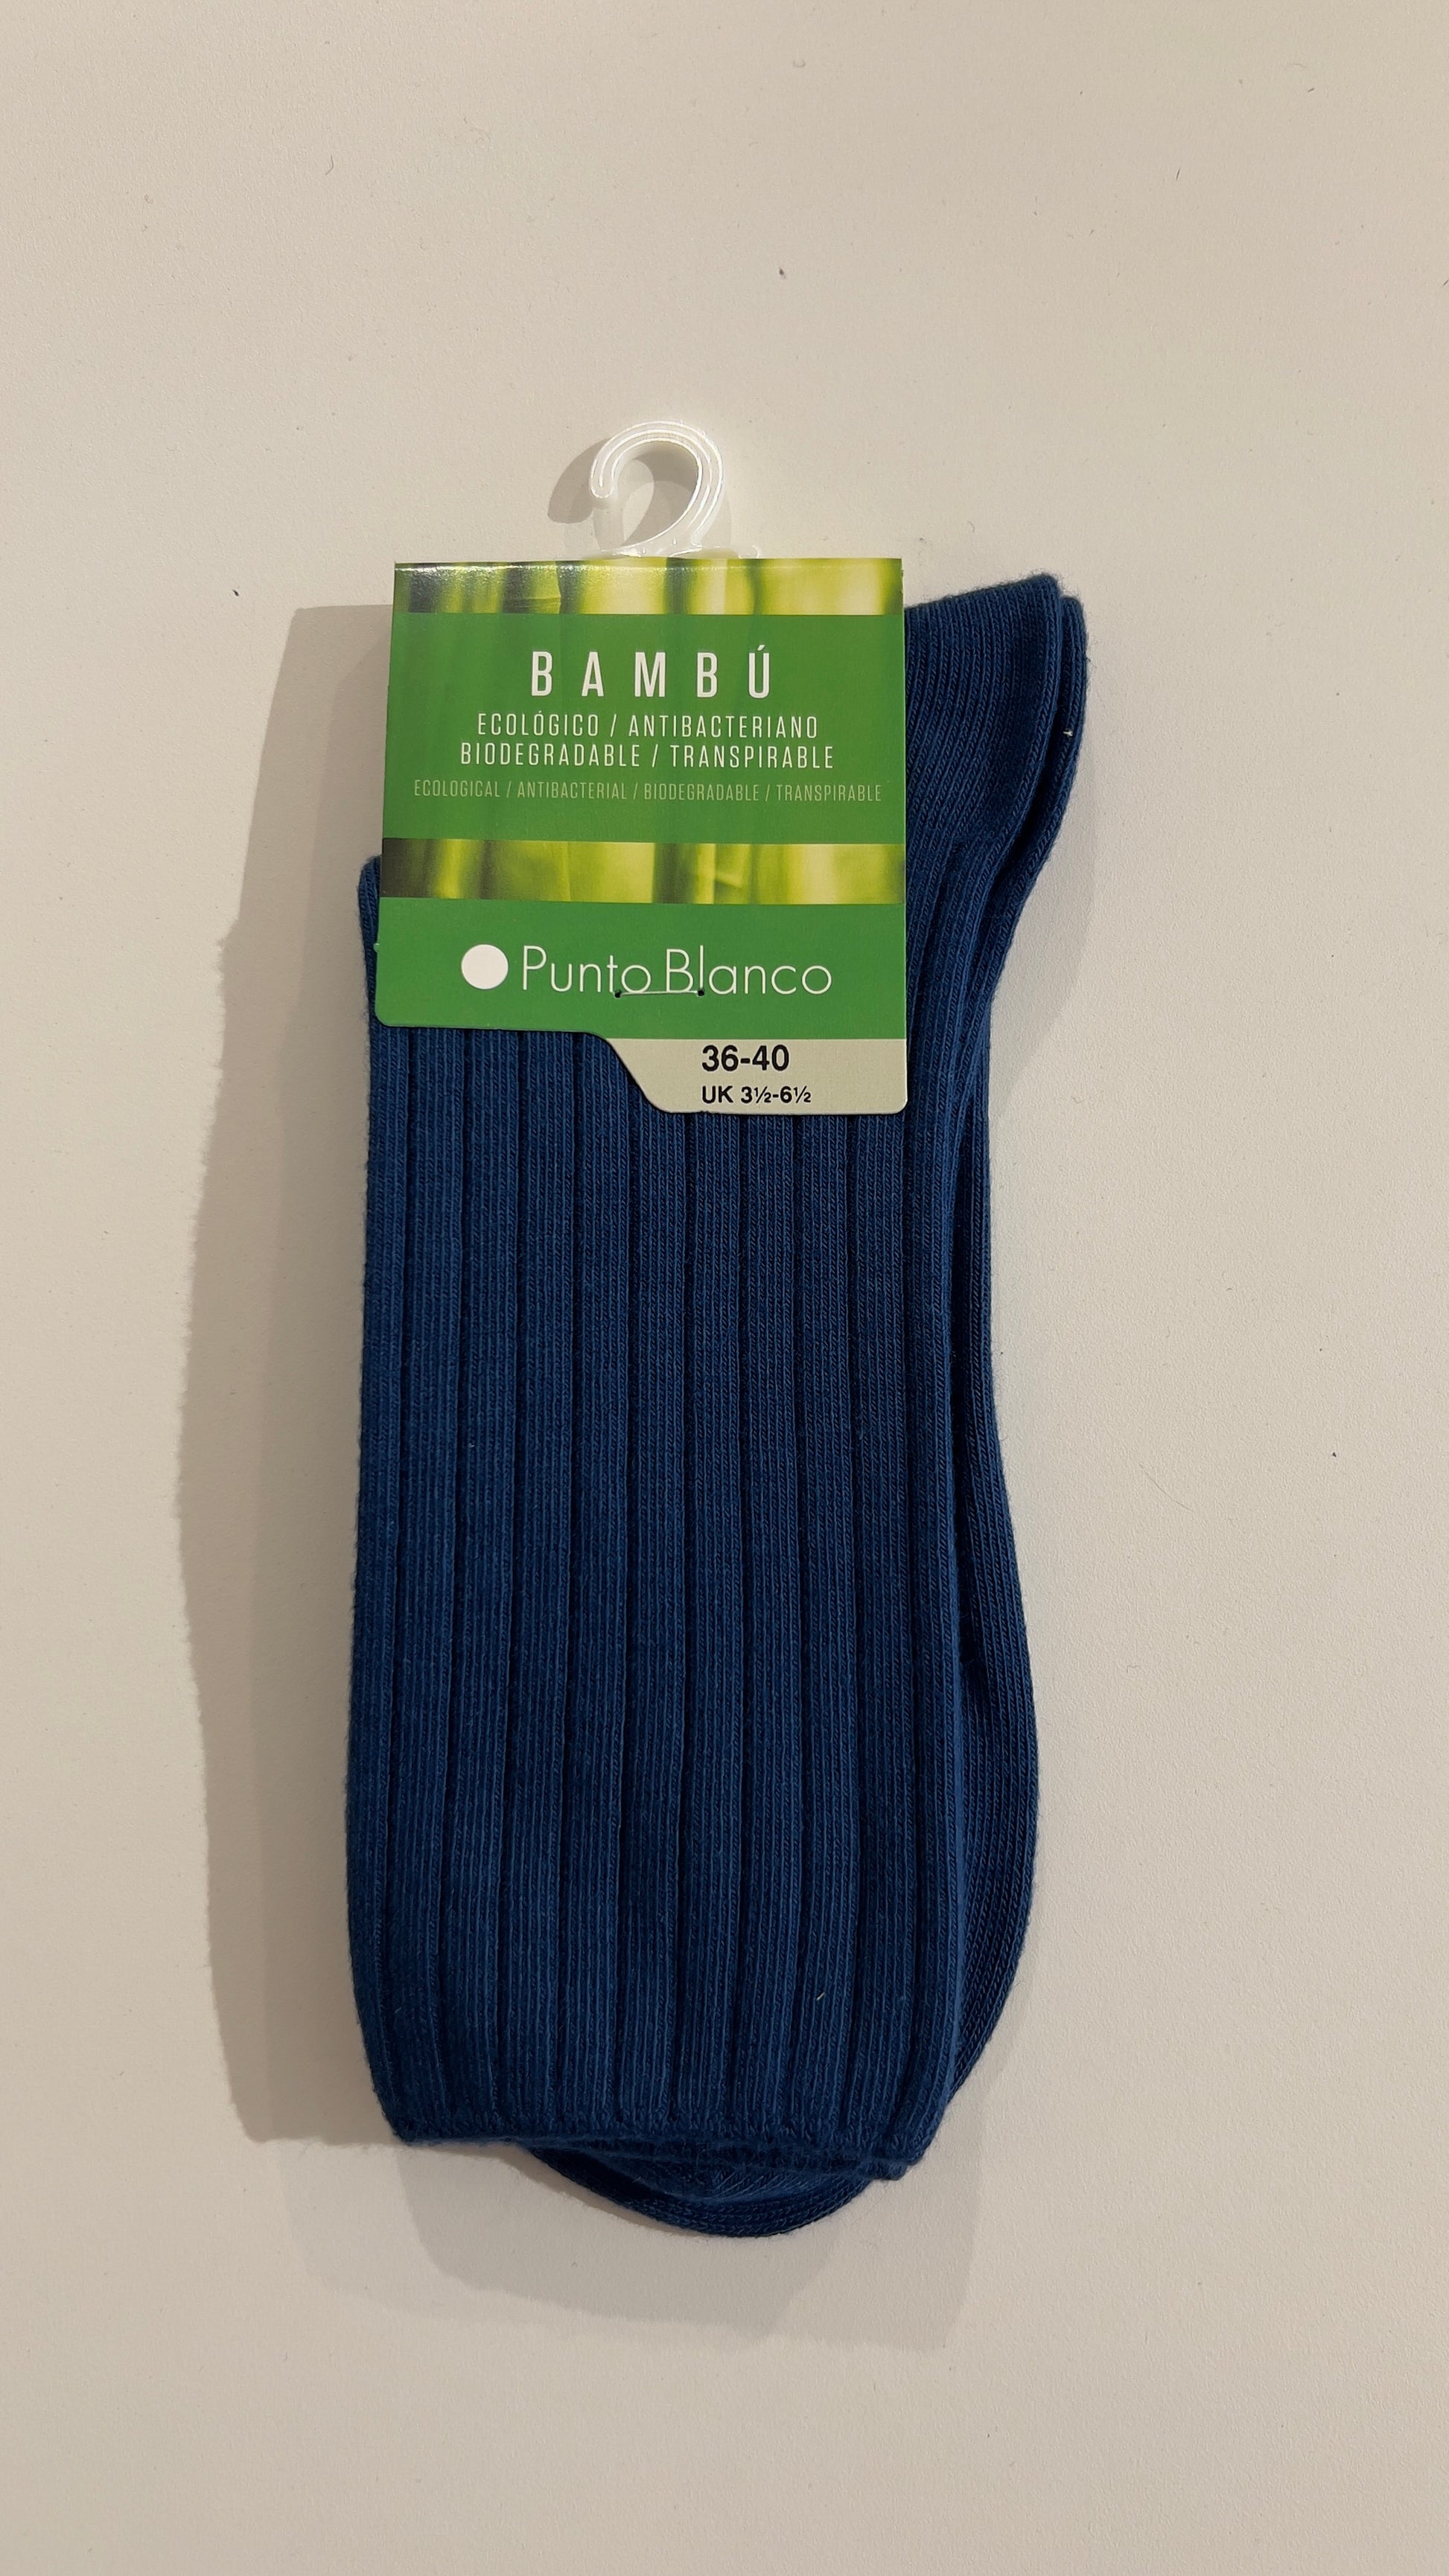 BAMBÚ
ECOLÓGICO / ANTIBACTERIANO
BIODEGRADABLE / TRANSPIRABLE
ECOLOGICAL / ANTIBACTERIAL / BIODEGRADABLE / TRANSPIRABLE
Punto Blanco
36-40
UK 3½-6½